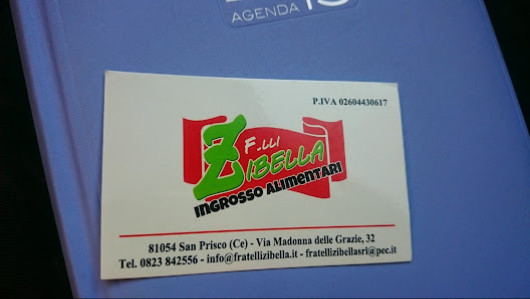 AGENDA
P.IVA 02604430617
F.LLI
ZIBELLA
INGROSSO ALIMENTARI
81054 San Prisco (Ce) - Via Madonna delle Grazie, 32
Tel. 0823 842556 - info@fratellizibella.it - fratellizibellasrl@pec.it